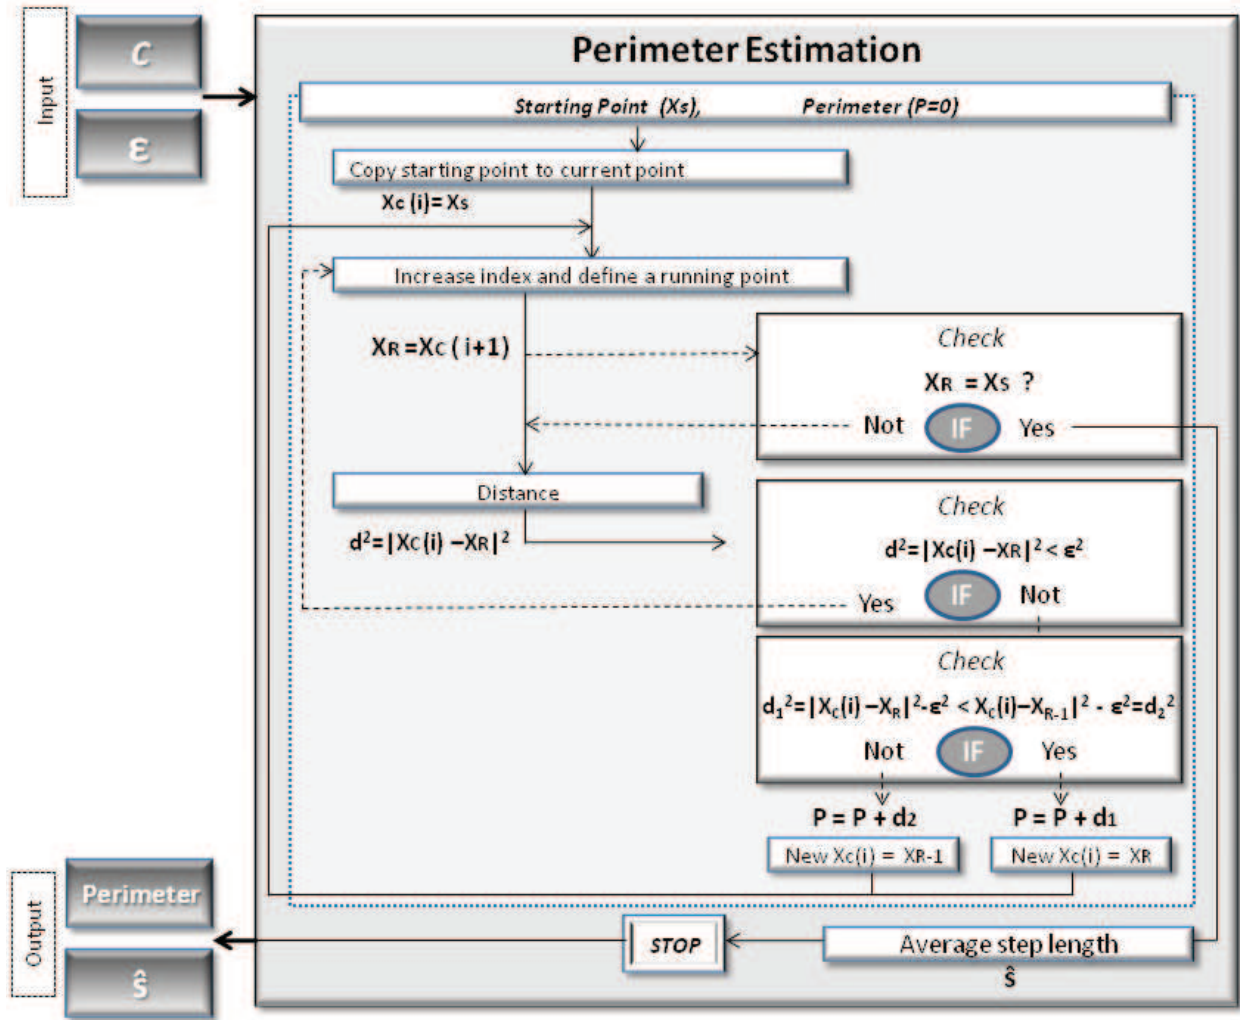 Input
C
ε
Perimeter Estimation
Starting Point (Xs), Perimeter (P=0)
Copy starting point to current point
Xc (i)= Xs
Increase index and define a running point
XR =XC ( i+1)
Check
XR = XS ?
Not IF Yes
Distance
d²=|XC(i) –XR|²
Check
d²=|Xc(i) –XR|² < ε²
Yes IF Not
Check
d₁²=|XC(i) –XR|²-ε² < XC(i)–XR-1|² - ε²=d₂²
Not IF Yes
P = P + d2
P = P + d1
New Xc(i) = XR-1
New Xc(i) = XR
Average step length
ŝ
STOP
Output
Perimeter
ŝ